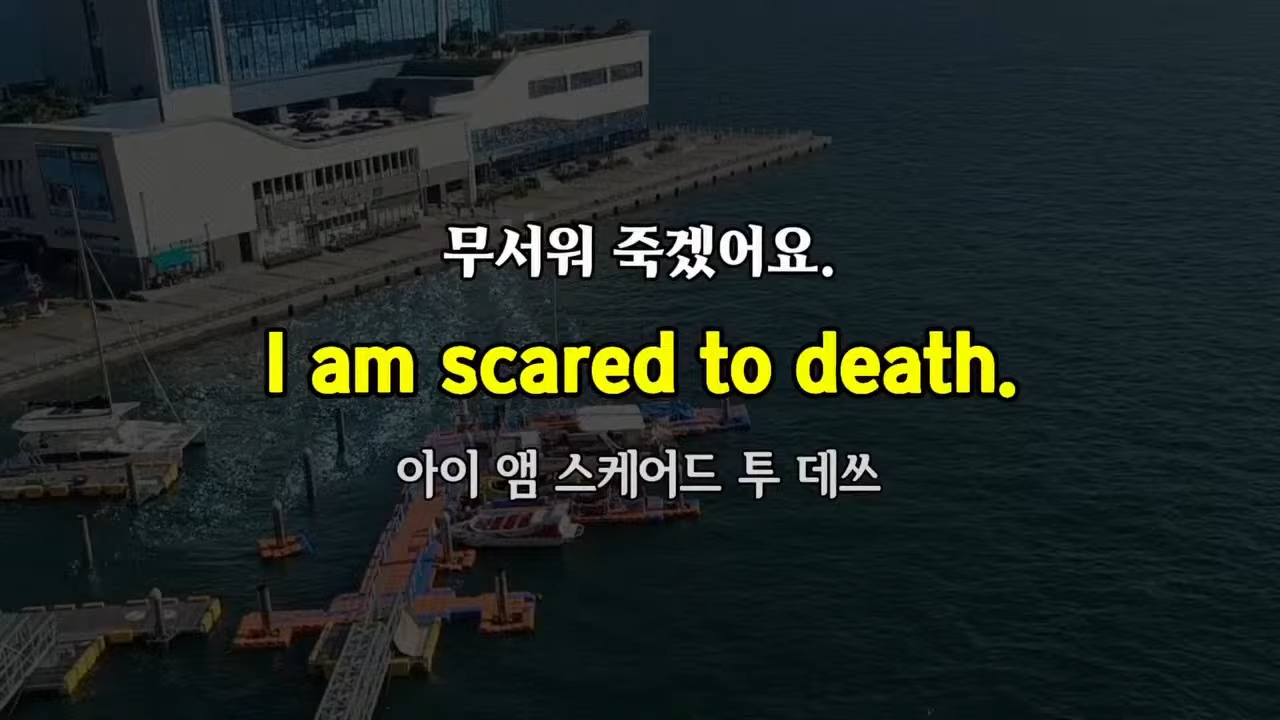 무서워 죽겠어요.
I am scared to death.
아이 앰 스케어드 투 데쓰